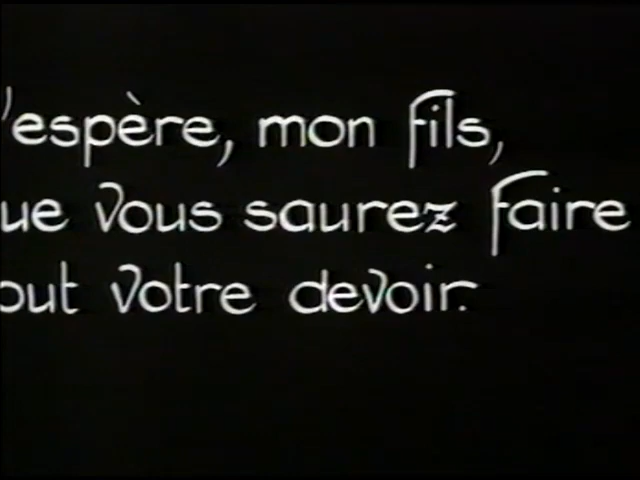 'espère, mon fils,
ue vous saurez faire
out votre devoir.